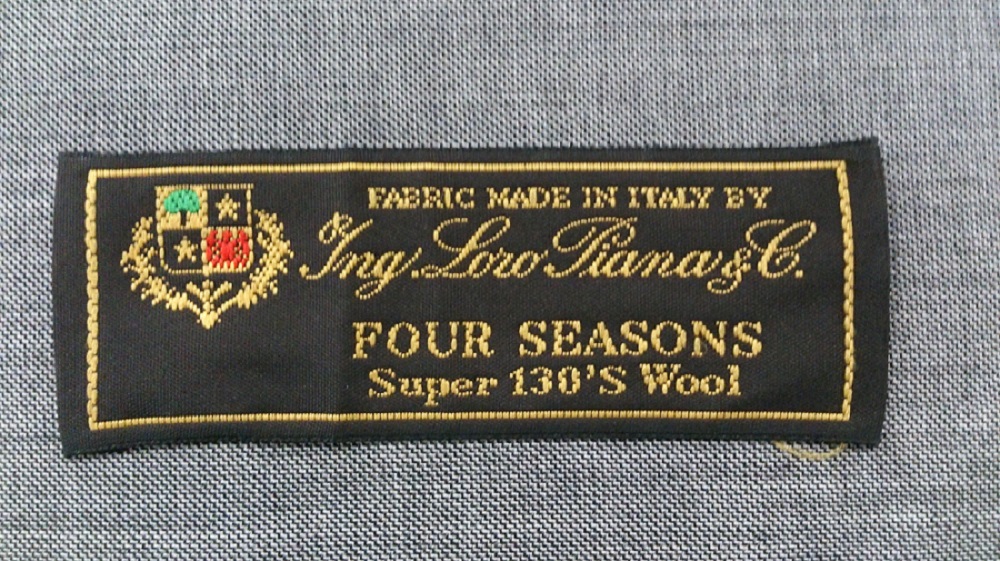 FABRIC MADE IN ITALY BY
Ing. Loro Piana & C.
FOUR SEASONS
Super 130'S Wool